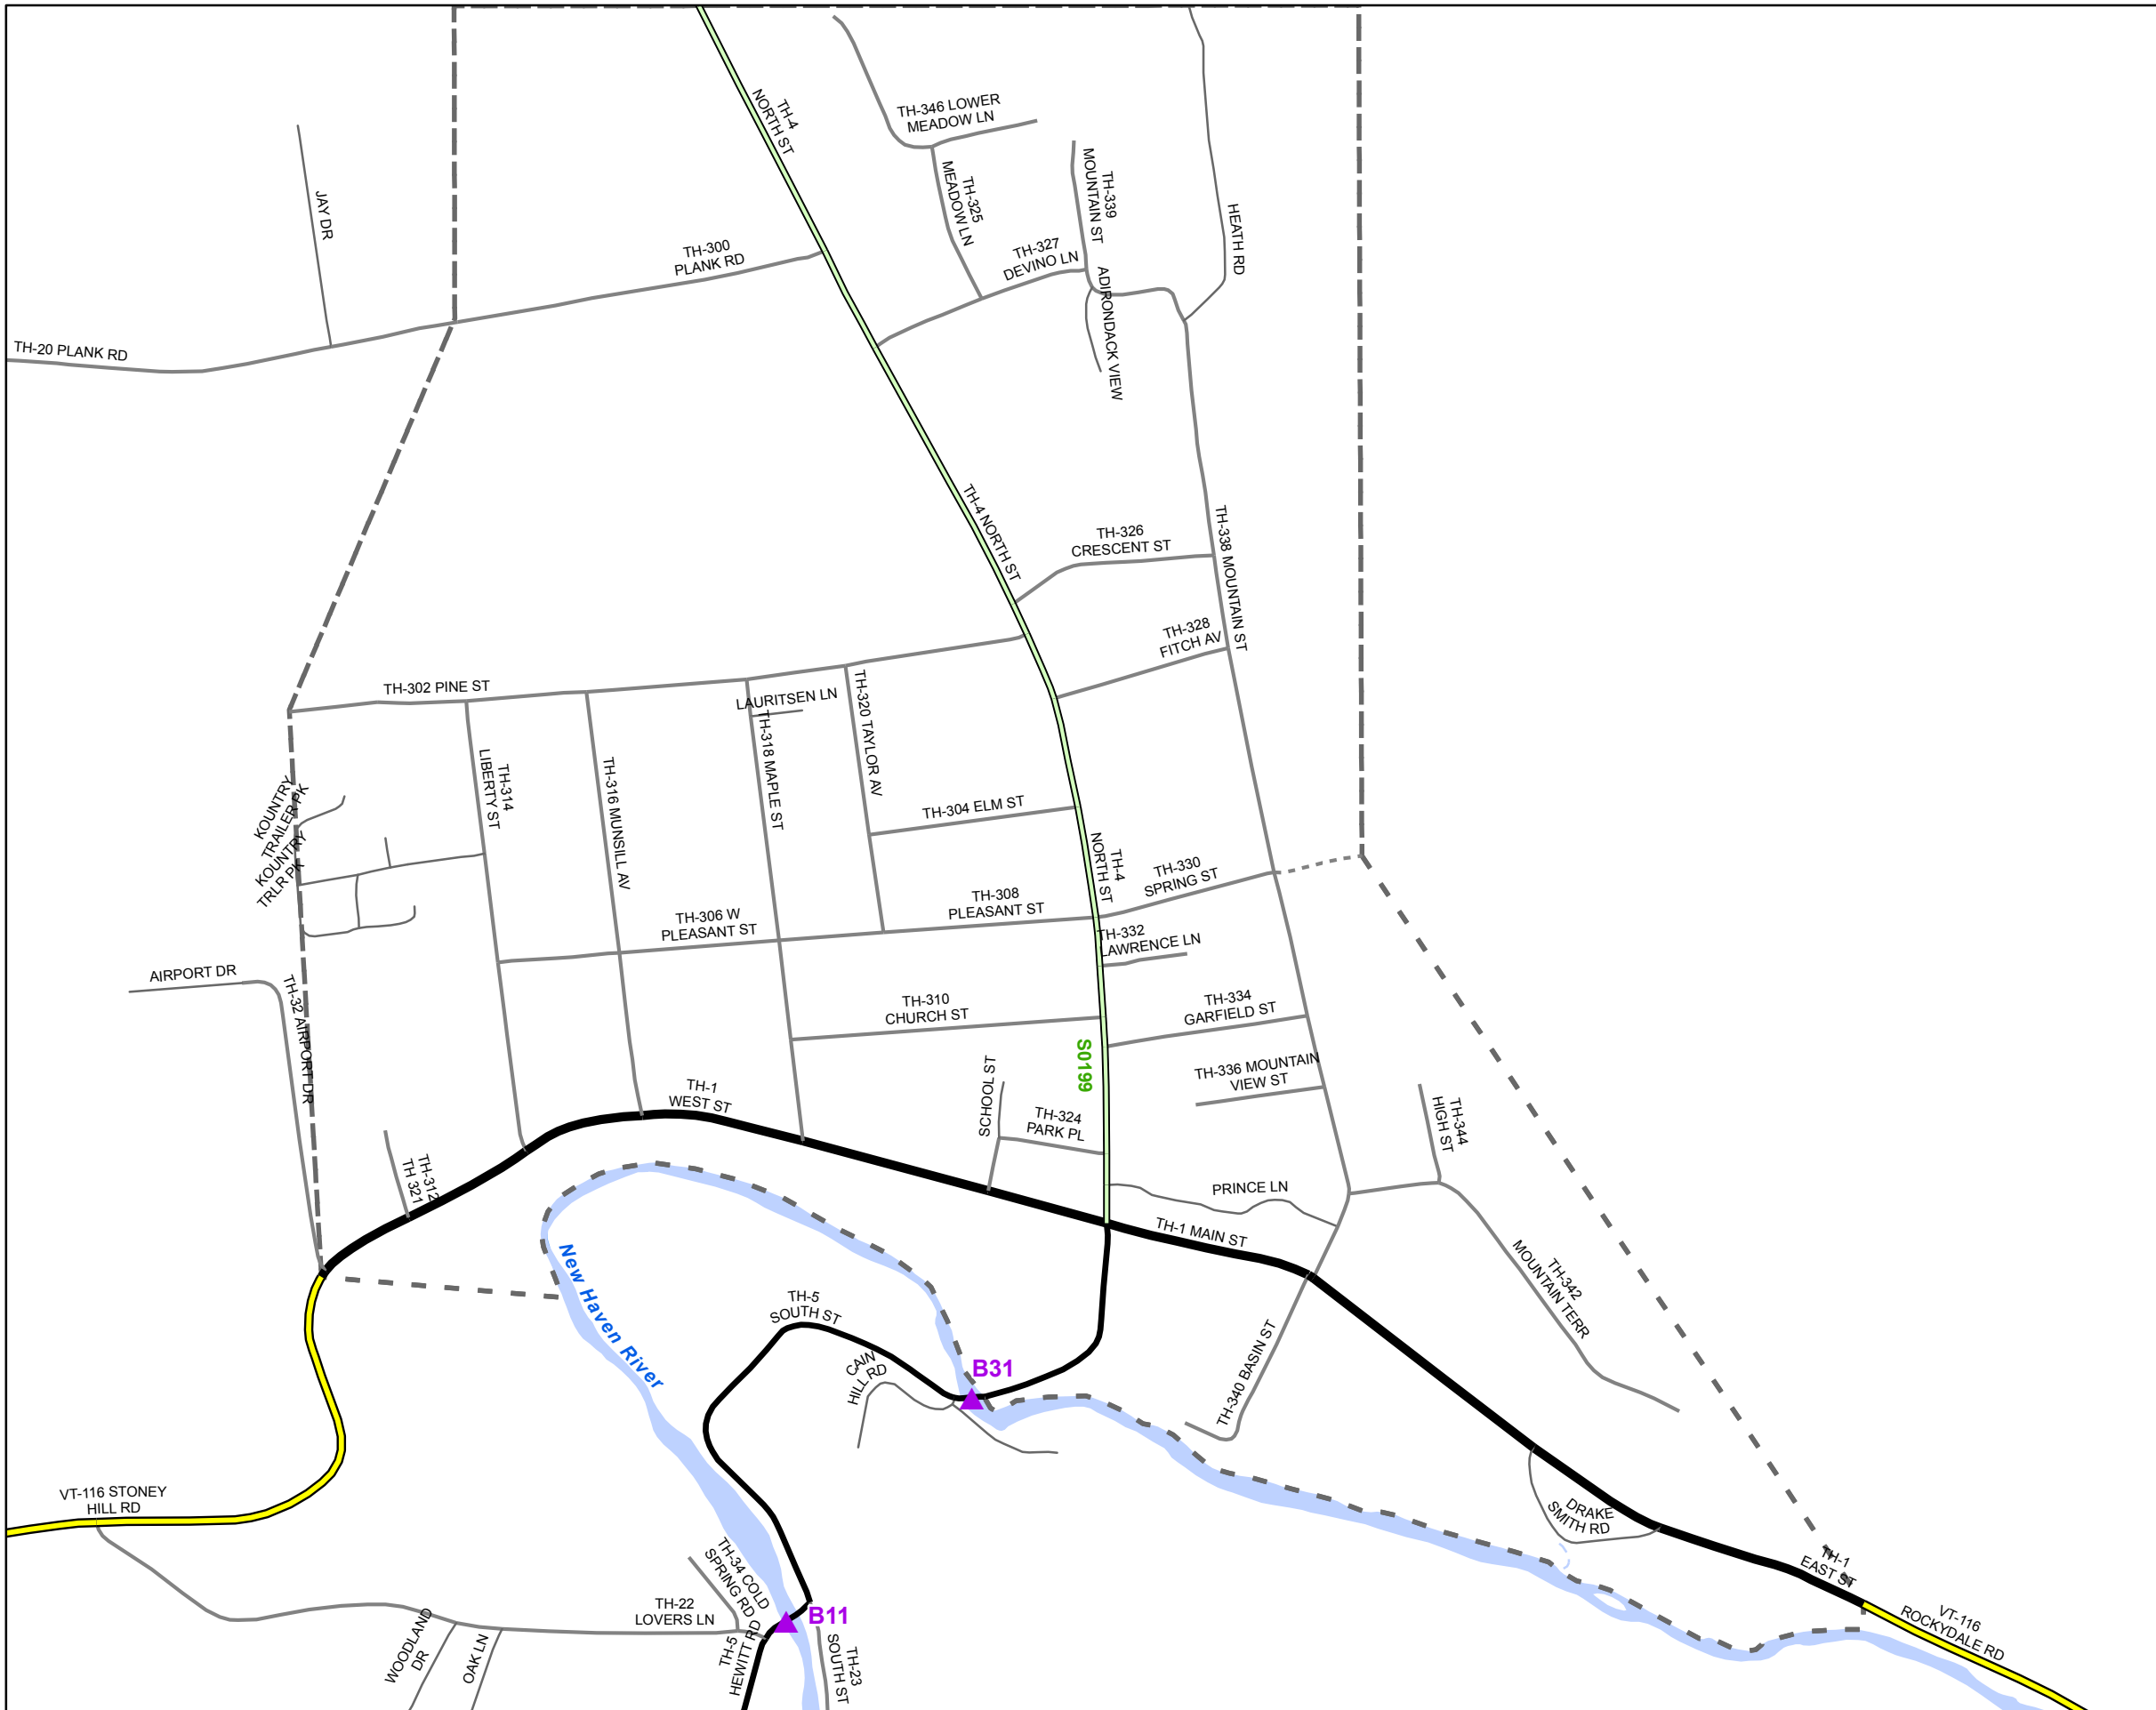 TH-4
NORTH ST
TH-346 LOWER
MEADOW LN
TH-325
MEADOW LN
TH-339
MOUNTAIN ST
HEATH RD
JAY DR
TH-300
PLANK RD
TH-327
DEVINO LN
ADIRONDACK VIEW
TH-20 PLANK RD
TH-4 NORTH ST
TH-326
CRESCENT ST
TH-338 MOUNTAIN ST
TH-328
FITCH AV
TH-302 PINE ST
LAURITSEN LN
TH-320 TAYLOR AV
TH-318 MAPLE ST
TH-314
LIBERTY ST
TH-316 MUNSILL AV
KOUNTRY
TRAILER PK
KOUNTRY
TRLR PK
TH-304 ELM ST
TH-4
NORTH ST
TH-330
SPRING ST
TH-308
PLEASANT ST
TH-306 W
PLEASANT ST
TH-332
LAWRENCE LN
AIRPORT DR
TH-32 AIRPORT DR
TH-310
CHURCH ST
TH-334
GARFIELD ST
S0199
TH-336 MOUNTAIN
VIEW ST
SCHOOL ST
TH-324
PARK PL
TH-1
WEST ST
TH-344
HIGH ST
TH-312
TH 321
PRINCE LN
TH-1 MAIN ST
TH-342
MOUNTAIN TERR
New Haven River
TH-5
SOUTH ST
CAIN
HILL RD
B31
TH-340 BASIN ST
VT-116 STONEY
HILL RD
DRAKE
SMITH RD
TH-1
EAST ST
TH-34 COLD
SPRING RD
TH-22
LOVERS LN
B11
TH-5
HEWITT RD
TH-23
SOUTH ST
WOODLAND
DR
OAK LN
VT-116
ROCKYDALE RD